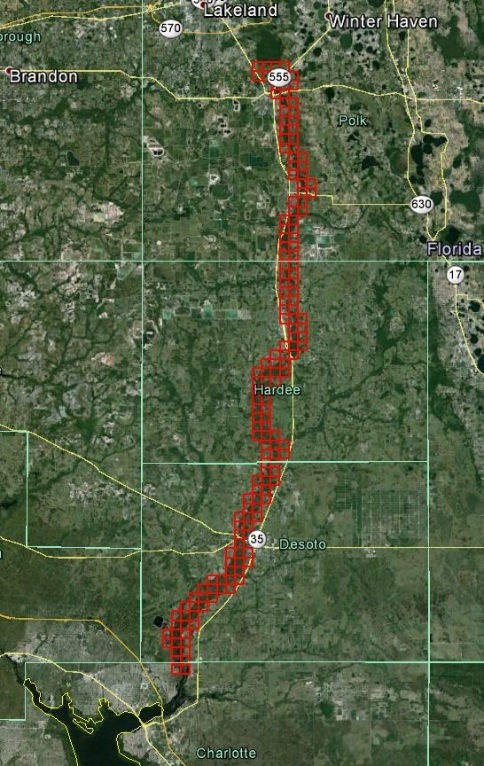 Lakeland
Winter Haven
570
orough
Brandon
555
Polk
630
Florida
17
Hardee
35
Desoto
Charlotte